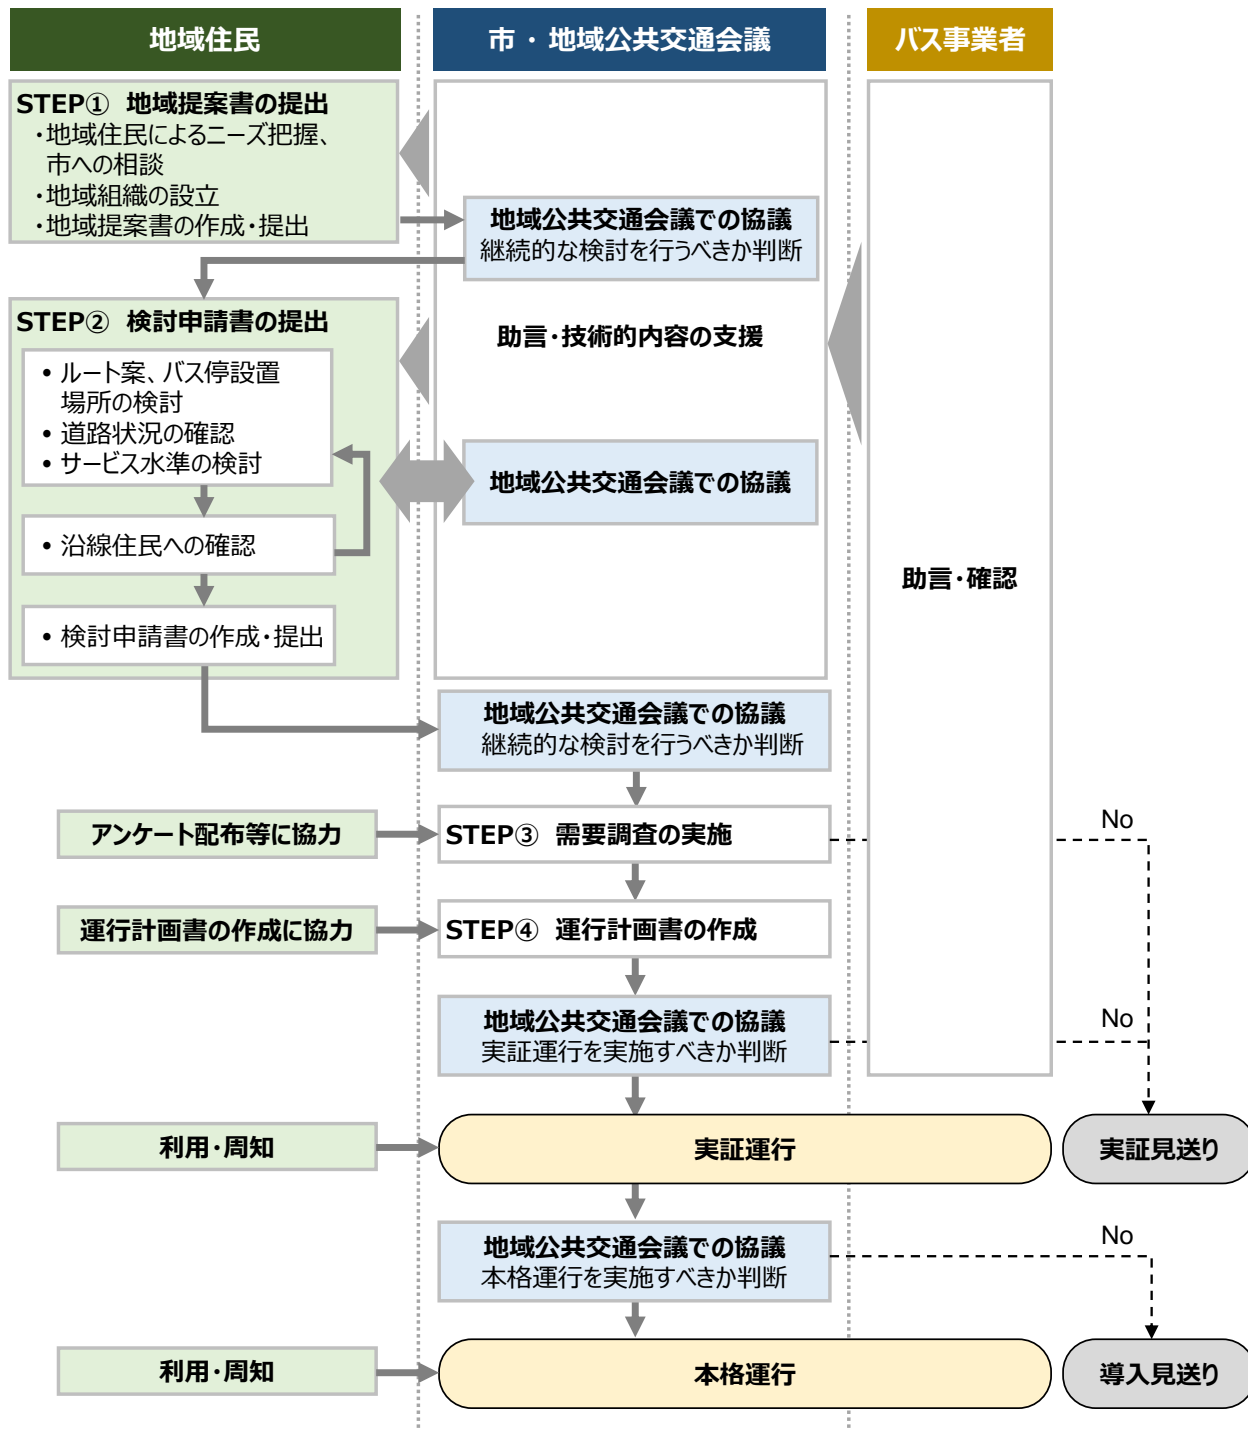 地域住民
市・地域公共交通会議
バス事業者
STEP① 地域提案書の提出
・地域住民によるニーズ把握、
市への相談
・地域組織の設立
・地域提案書の作成・提出
地域公共交通会議での協議
継続的な検討を行うべきか判断
STEP② 検討申請書の提出
• ルート案、バス停設置
場所の検討
• 道路状況の確認
• サービス水準の検討
• 沿線住民への確認
• 検討申請書の作成・提出
助言・技術的内容の支援
地域公共交通会議での協議
助言・確認
地域公共交通会議での協議
継続的な検討を行うべきか判断
アンケート配布等に協力
STEP③ 需要調査の実施
No
運行計画書の作成に協力
STEP④ 運行計画書の作成
地域公共交通会議での協議
実証運行を実施すべきか判断
No
利用・周知
実証運行
実証見送り
地域公共交通会議での協議
本格運行を実施すべきか判断
No
利用・周知
本格運行
導入見送り